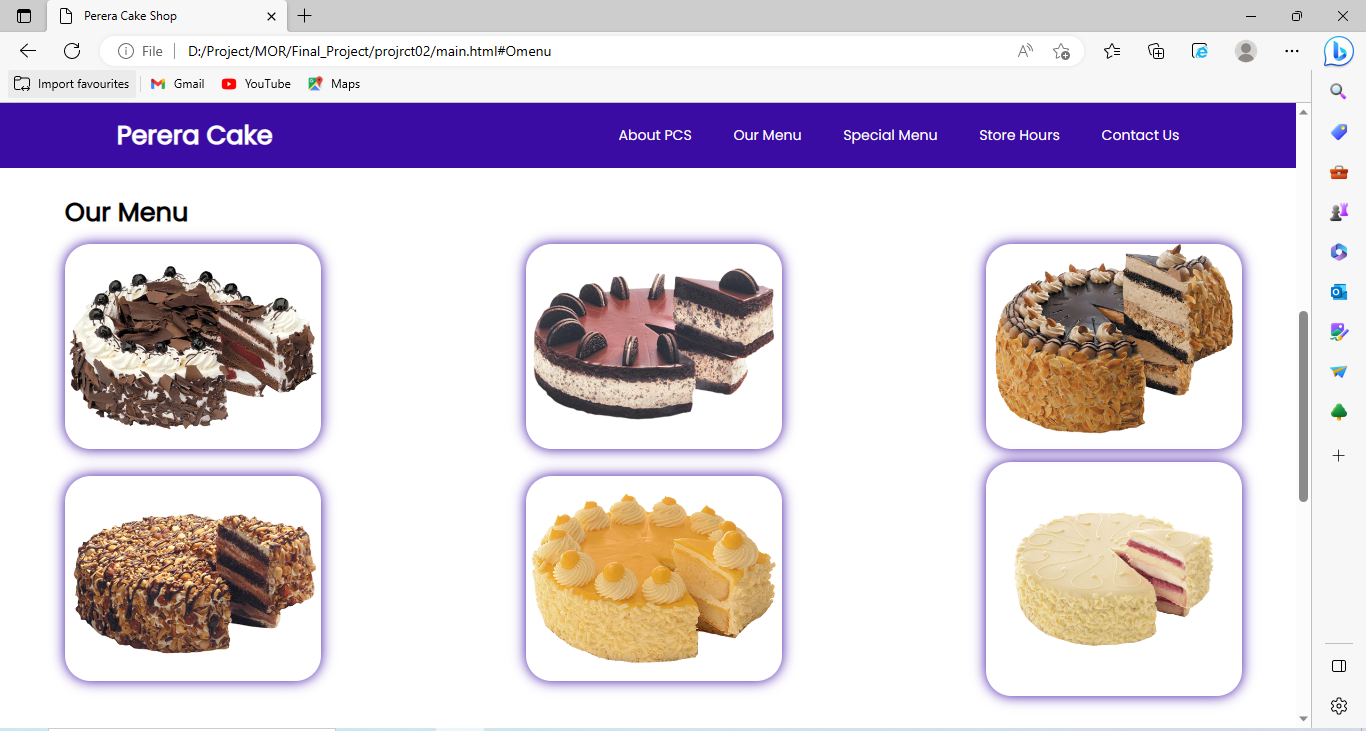 Perera Cake Shop
File D:/Project/MOR/Final_Project/projrct02/main.html#Omenu
Import favourites Gmail YouTube Maps
Perera Cake About PCS Our Menu Special Menu Store Hours Contact Us
Our Menu